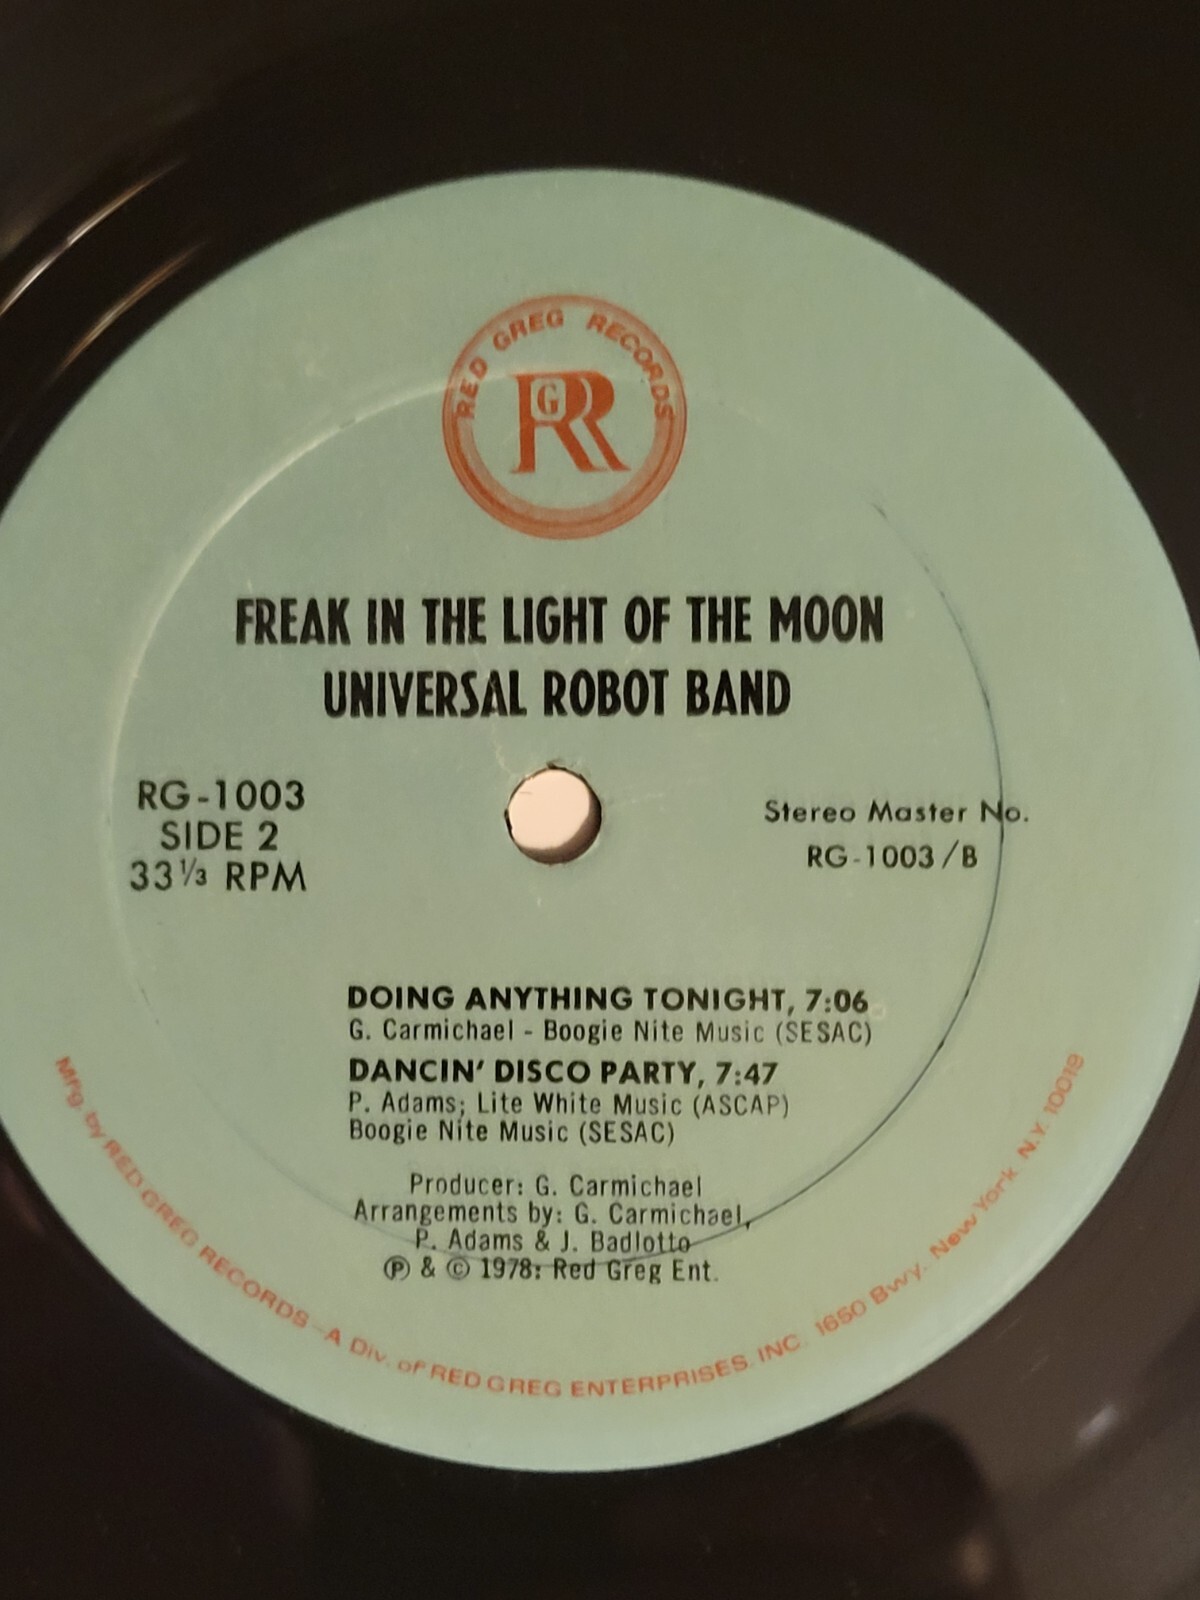 RED GREG RECORDS
RGR
FREAK IN THE LIGHT OF THE MOON
UNIVERSAL ROBOT BAND
RG-1003
SIDE 2
33⅓ RPM
Stereo Master No.
RG-1003/B
DOING ANYTHING TONIGHT, 7:06
G. Carmichael - Boogie Nite Music (SESAC)
DANCIN' DISCO PARTY, 7:47
P. Adams; Lite White Music (ASCAP)
Boogie Nite Music (SESAC)
Producer: G. Carmichael
Arrangements by: G. Carmichael,
P. Adams & J. Badlotto
Ⓟ & © 1978: Red Greg Ent.
Mfg. by RED GREG RECORDS - A Div. of RED GREG ENTERPRISES. INC. 1650 Bwy. New York N.Y. 10019